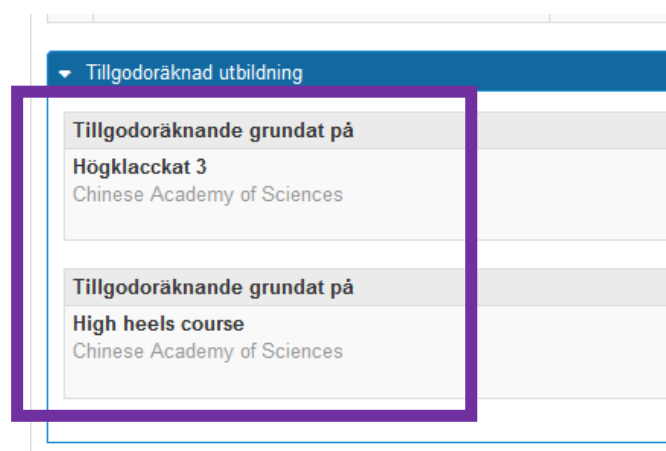 Tillgodoräknad utbildning
Tillgodoräknande grundat på
Högklacckat 3
Chinese Academy of Sciences
Tillgodoräknande grundat på
High heels course
Chinese Academy of Sciences